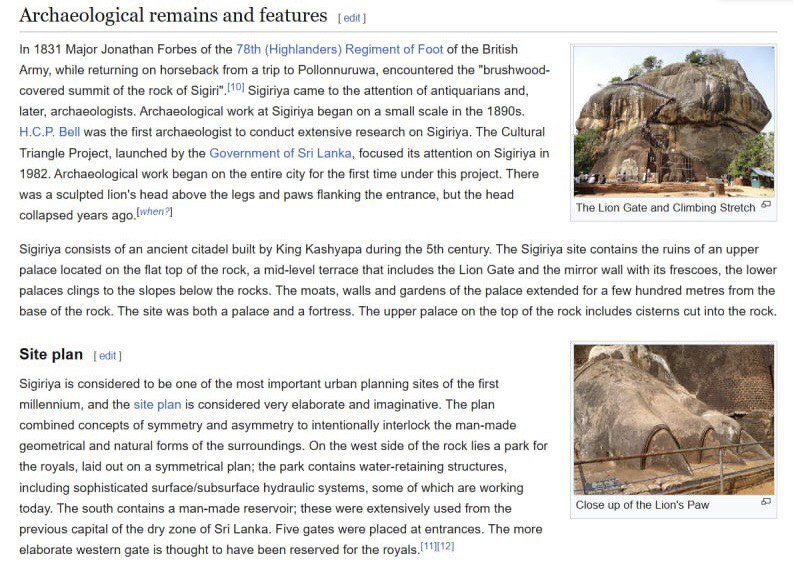 Archaeological remains and features [ edit ]
In 1831 Major Jonathan Forbes of the 78th (Highlanders) Regiment of Foot of the British
Army, while returning on horseback from a trip to Pollonnuruwa, encountered the "brushwood-
covered summit of the rock of Sigiri".[10] Sigiriya came to the attention of antiquarians and,
later, archaeologists. Archaeological work at Sigiriya began on a small scale in the 1890s.
H.C.P. Bell was the first archaeologist to conduct extensive research on Sigiriya. The Cultural
Triangle Project, launched by the Government of Sri Lanka, focused its attention on Sigiriya in
1982. Archaeological work began on the entire city for the first time under this project. There
was a sculpted lion's head above the legs and paws flanking the entrance, but the head
collapsed years ago.[when?]
The Lion Gate and Climbing Stretch
Sigiriya consists of an ancient citadel built by King Kashyapa during the 5th century. The Sigiriya site contains the ruins of an upper
palace located on the flat top of the rock, a mid-level terrace that includes the Lion Gate and the mirror wall with its frescoes, the lower
palaces clings to the slopes below the rocks. The moats, walls and gardens of the palace extended for a few hundred metres from the
base of the rock. The site was both a palace and a fortress. The upper palace on the top of the rock includes cisterns cut into the rock.
Site plan [ edit ]
Sigiriya is considered to be one of the most important urban planning sites of the first
millennium, and the site plan is considered very elaborate and imaginative. The plan
combined concepts of symmetry and asymmetry to intentionally interlock the man-made
geometrical and natural forms of the surroundings. On the west side of the rock lies a park for
the royals, laid out on a symmetrical plan; the park contains water-retaining structures,
including sophisticated surface/subsurface hydraulic systems, some of which are working
today. The south contains a man-made reservoir; these were extensively used from the
previous capital of the dry zone of Sri Lanka. Five gates were placed at entrances. The more
elaborate western gate is thought to have been reserved for the royals.[11][12]
Close up of the Lion's Paw